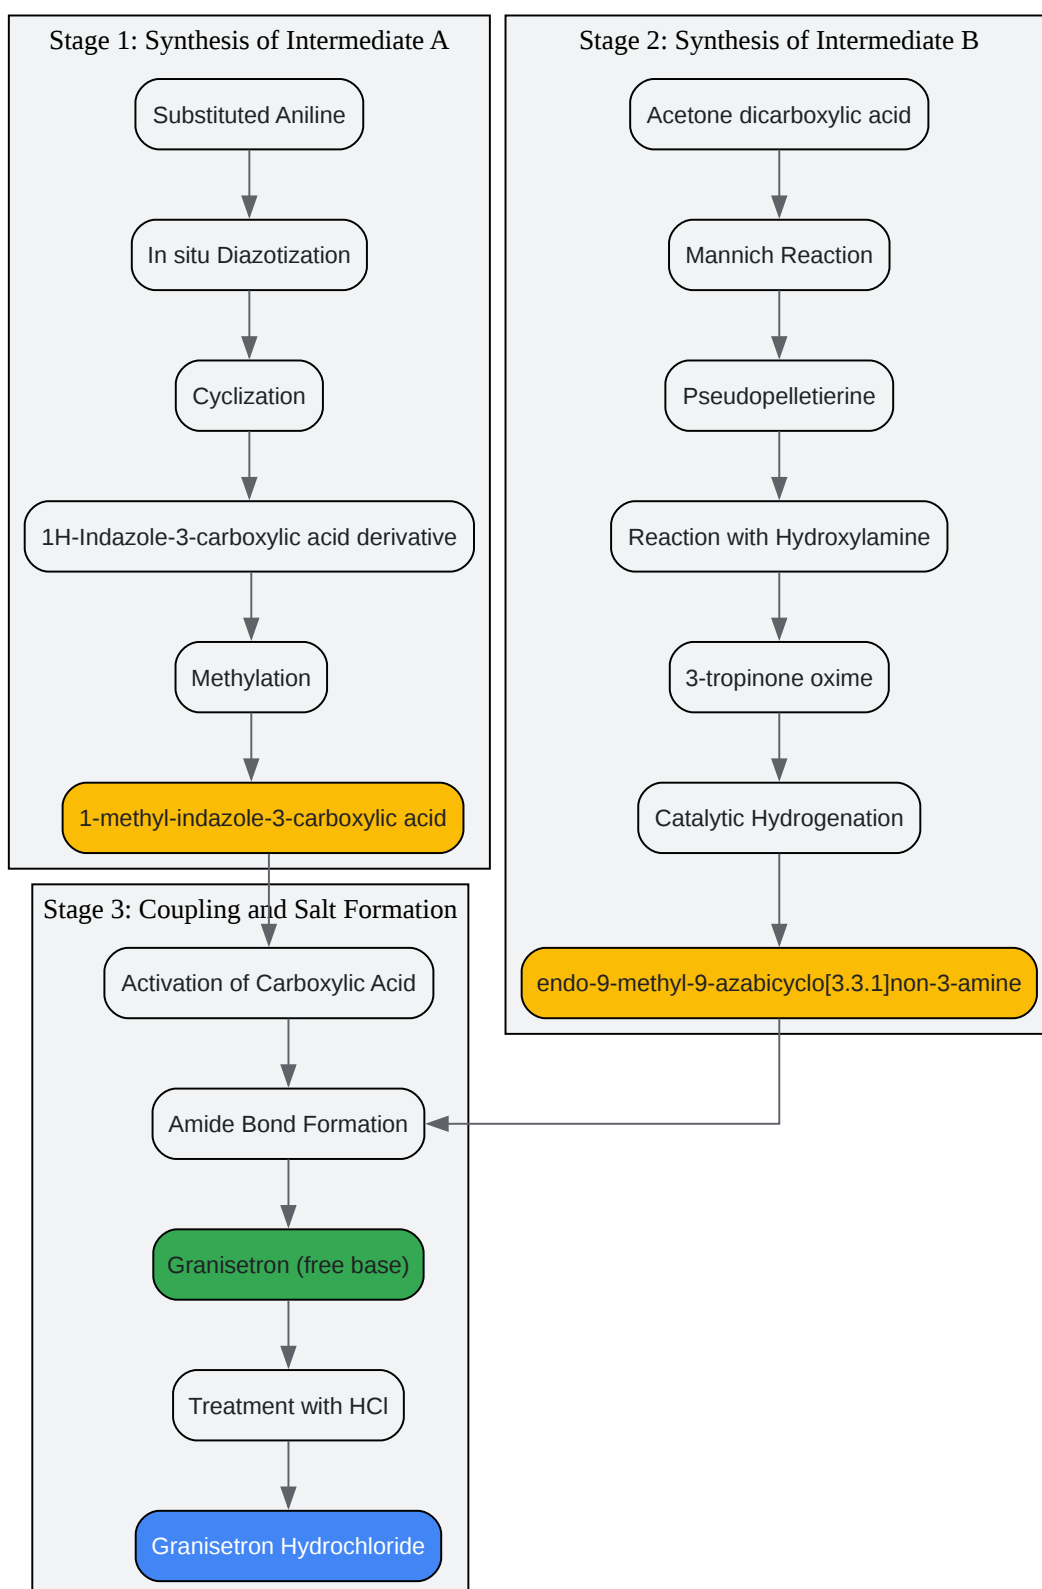 Stage 1: Synthesis of Intermediate A
Substituted Aniline
In situ Diazotization
Cyclization
1H-Indazole-3-carboxylic acid derivative
Methylation
1-methyl-indazole-3-carboxylic acid
Stage 2: Synthesis of Intermediate B
Acetone dicarboxylic acid
Mannich Reaction
Pseudopelletierine
Reaction with Hydroxylamine
3-tropinone oxime
Catalytic Hydrogenation
endo-9-methyl-9-azabicyclo[3.3.1]non-3-amine
Stage 3: Coupling and Salt Formation
Activation of Carboxylic Acid
Amide Bond Formation
Granisetron (free base)
Treatment with HCl
Granisetron Hydrochloride